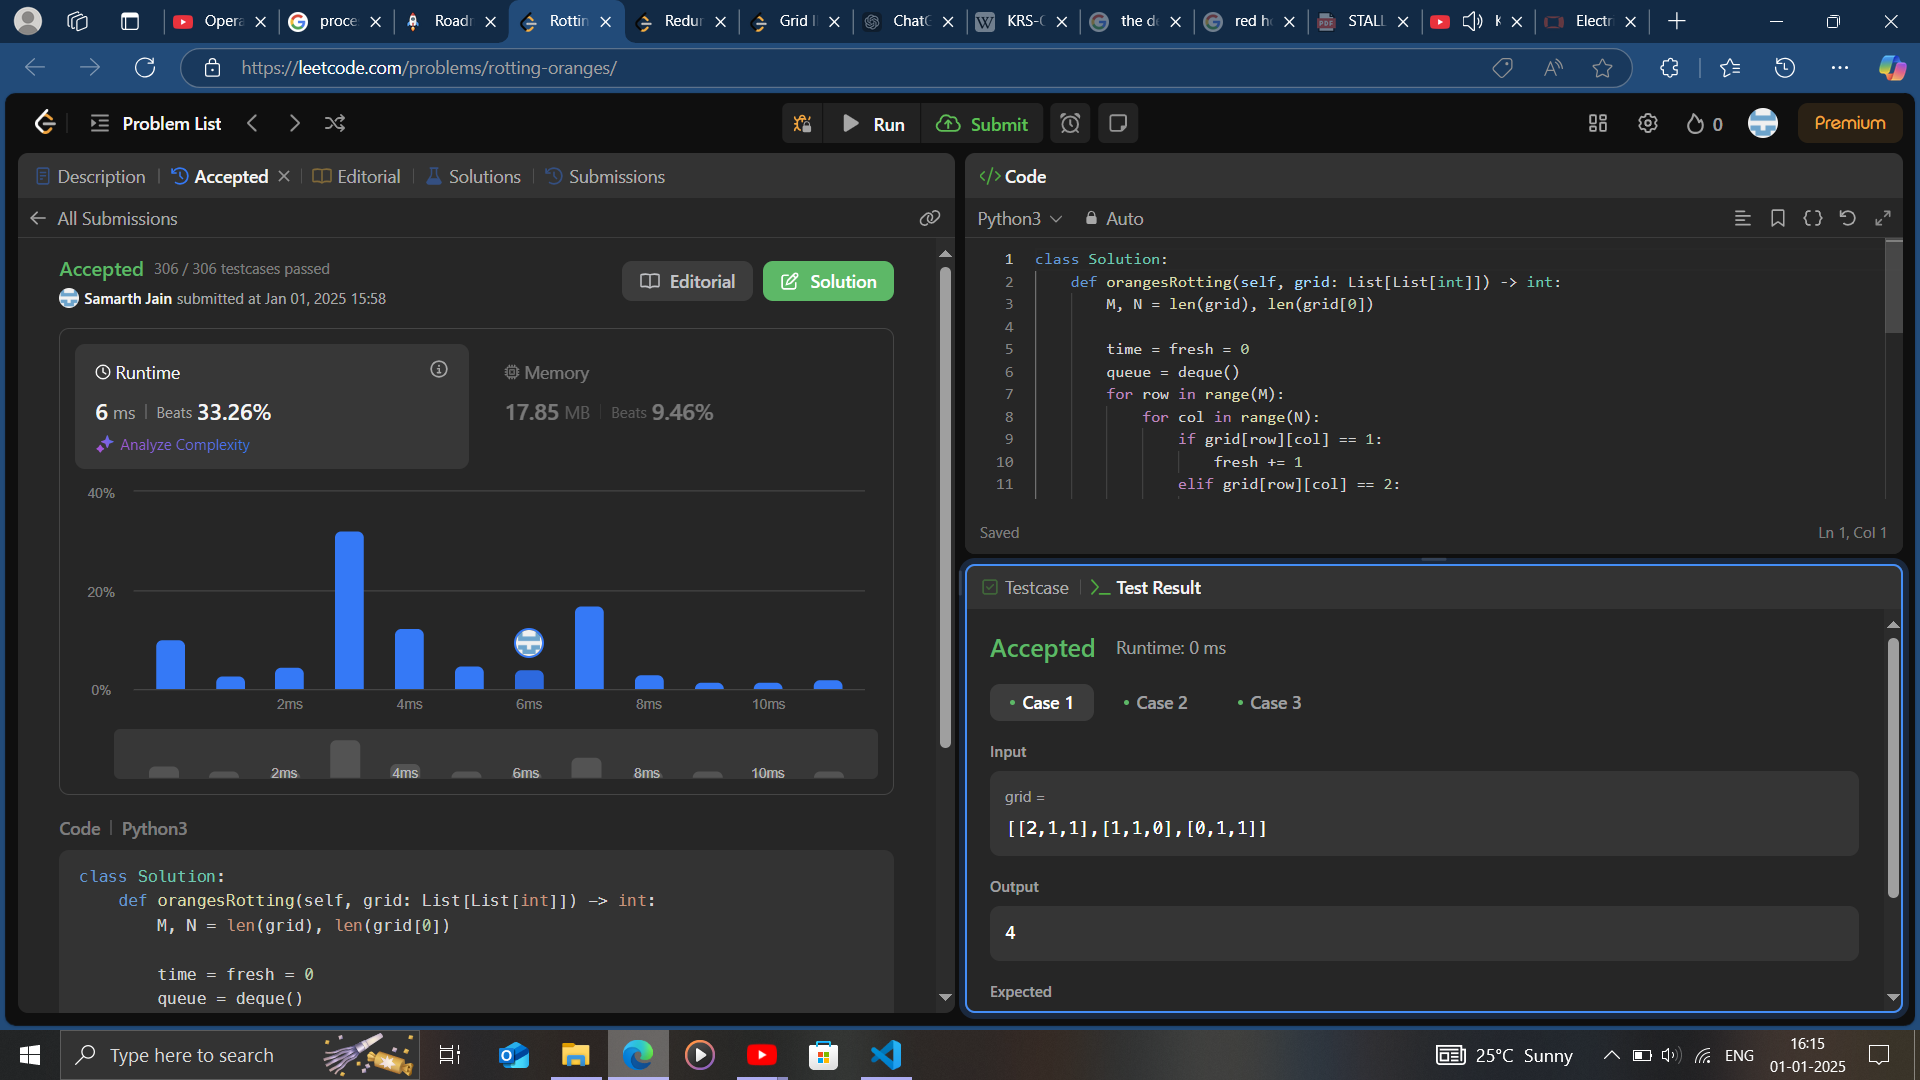 Opera
proce
Roadr
Rottin
Redur
Grid I
ChatG
KRS-
the de
red h
STALL
K
Electri
https://leetcode.com/problems/rotting-oranges/
Problem List
Run
Submit
0
Premium
Description
Accepted
Editorial
Solutions
Submissions
All Submissions
Accepted 306 / 306 testcases passed
Samarth Jain submitted at Jan 01, 2025 15:58
Editorial
Solution
Runtime
6 ms | Beats 33.26%
Analyze Complexity
Memory
17.85 MB | Beats 9.46%
40%
20%
0%
2ms 4ms 6ms 8ms 10ms
2ms 4ms 6ms 8ms 10ms
Code | Python3
class Solution:
def orangesRotting(self, grid: List[List[int]]) -> int:
M, N = len(grid), len(grid[0])
time = fresh = 0
queue = deque()
</> Code
Python3
Auto
1 class Solution:
2 def orangesRotting(self, grid: List[List[int]]) -> int:
3 M, N = len(grid), len(grid[0])
4
5 time = fresh = 0
6 queue = deque()
7 for row in range(M):
8 for col in range(N):
9 if grid[row][col] == 1:
10 fresh += 1
11 elif grid[row][col] == 2:
Saved
Ln 1, Col 1
Testcase
Test Result
Accepted Runtime: 0 ms
Case 1
Case 2
Case 3
Input
grid =
[[2,1,1],[1,1,0],[0,1,1]]
Output
4
Expected
Type here to search
25°C Sunny
ENG
16:15
01-01-2025